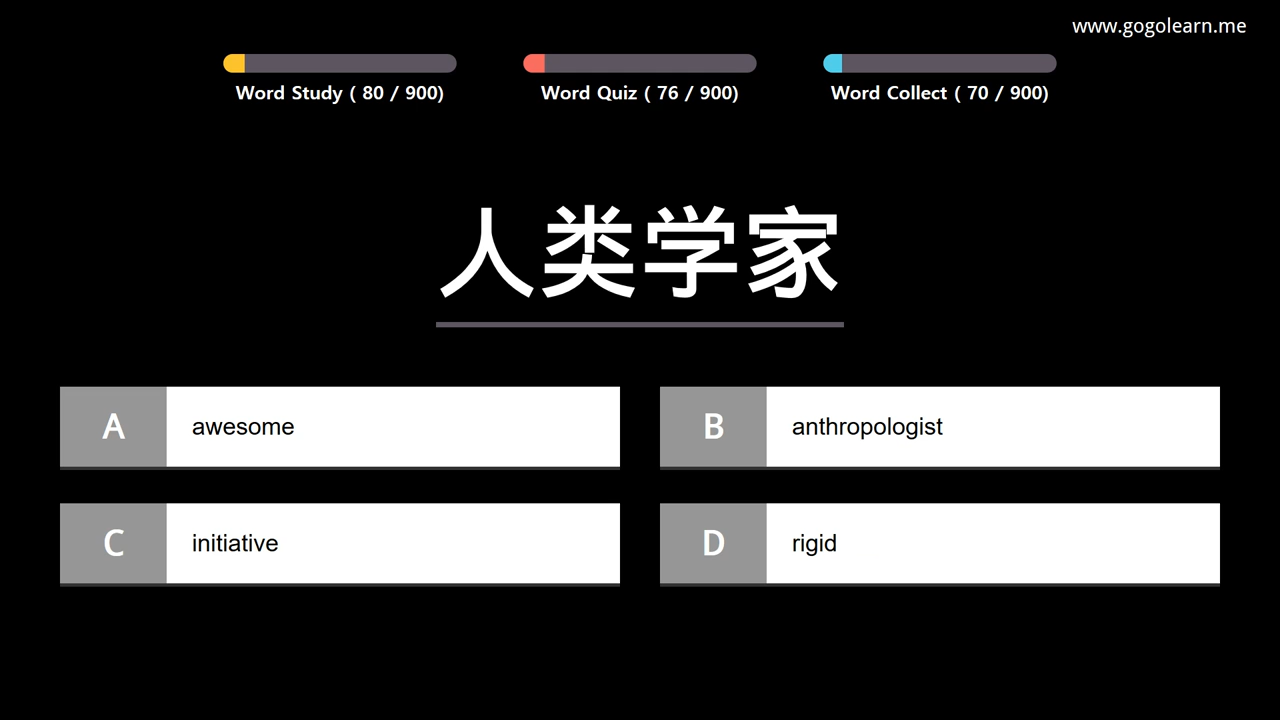 www.gogolearn.me
Word Study ( 80 / 900)
Word Quiz ( 76 / 900)
Word Collect ( 70 / 900)
人类学家
A awesome
B anthropologist
C initiative
D rigid